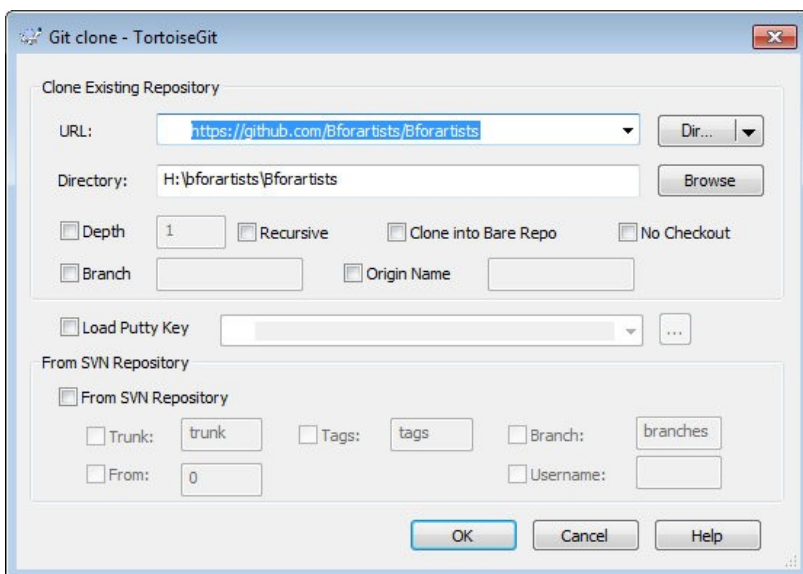 Git clone - TortoiseGit
Clone Existing Repository
URL: https://github.com/Bforartists/Bforartists Dir...
Directory: H:\bforartists\Bforartists Browse
Depth 1 Recursive Clone into Bare Repo No Checkout
Branch Origin Name
Load Putty Key ...
From SVN Repository
From SVN Repository
Trunk: trunk Tags: tags Branch: branches
From: 0 Username:
OK Cancel Help